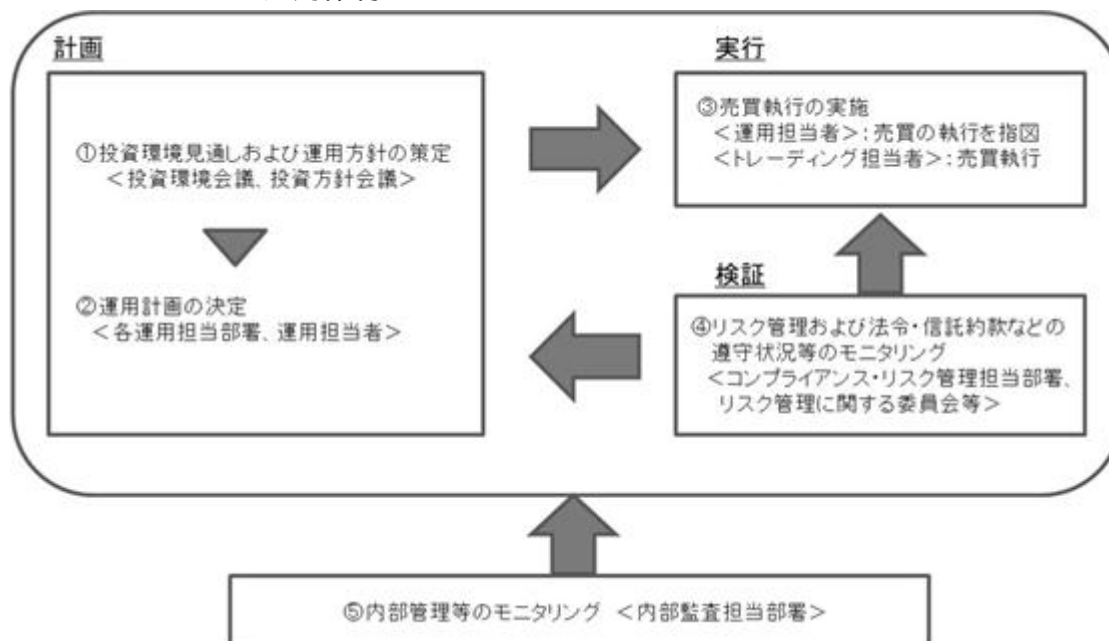 計画
①投資環境見通しおよび運用方針の策定
<投資環境会議、投資方針会議>
②運用計画の決定
<各運用担当部署、運用担当者>
実行
③売買執行の実施
<運用担当者>:売買の執行を指図
<トレーディング担当者>:売買執行
検証
④リスク管理および法令・信託約款などの
遵守状況等のモニタリング
<コンプライアンス・リスク管理担当部署、
リスク管理に関する委員会等>
⑤内部管理等のモニタリング <内部監査担当部署>